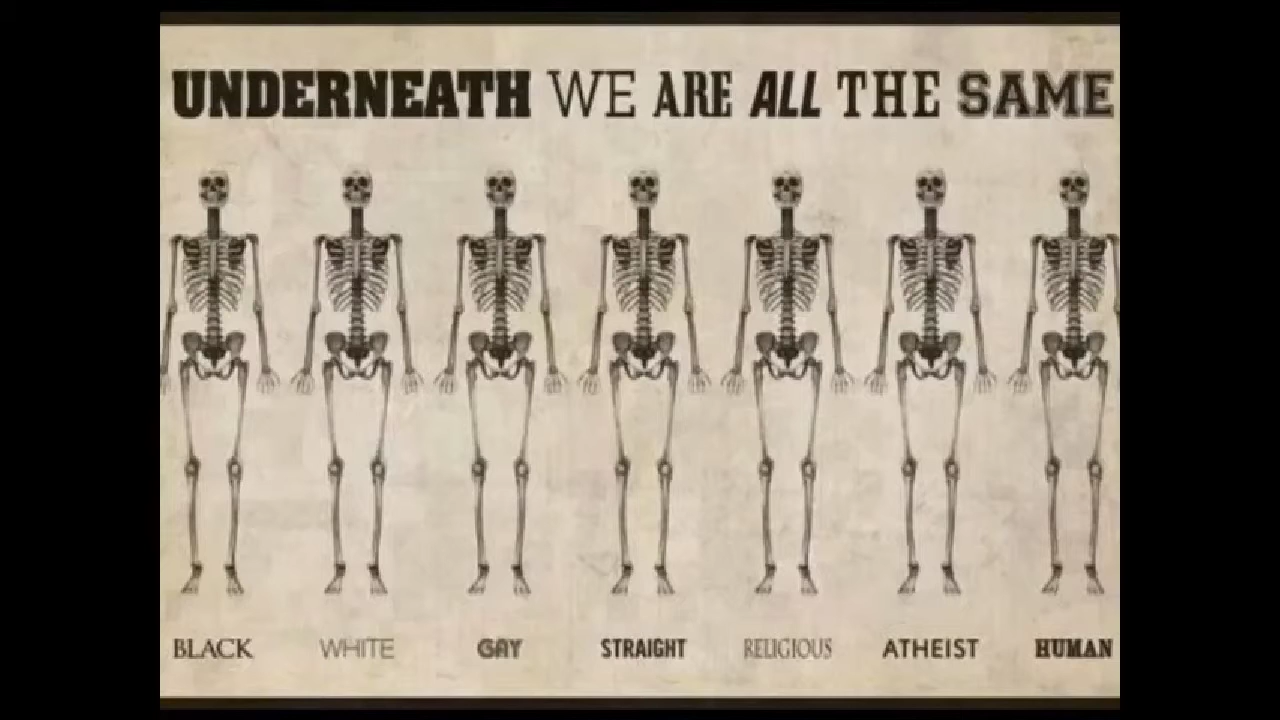 UNDERNEATH WE ARE ALL THE SAME
BLACK WHITE GAY STRAIGHT RELIGIOUS ATHEIST HUMAN